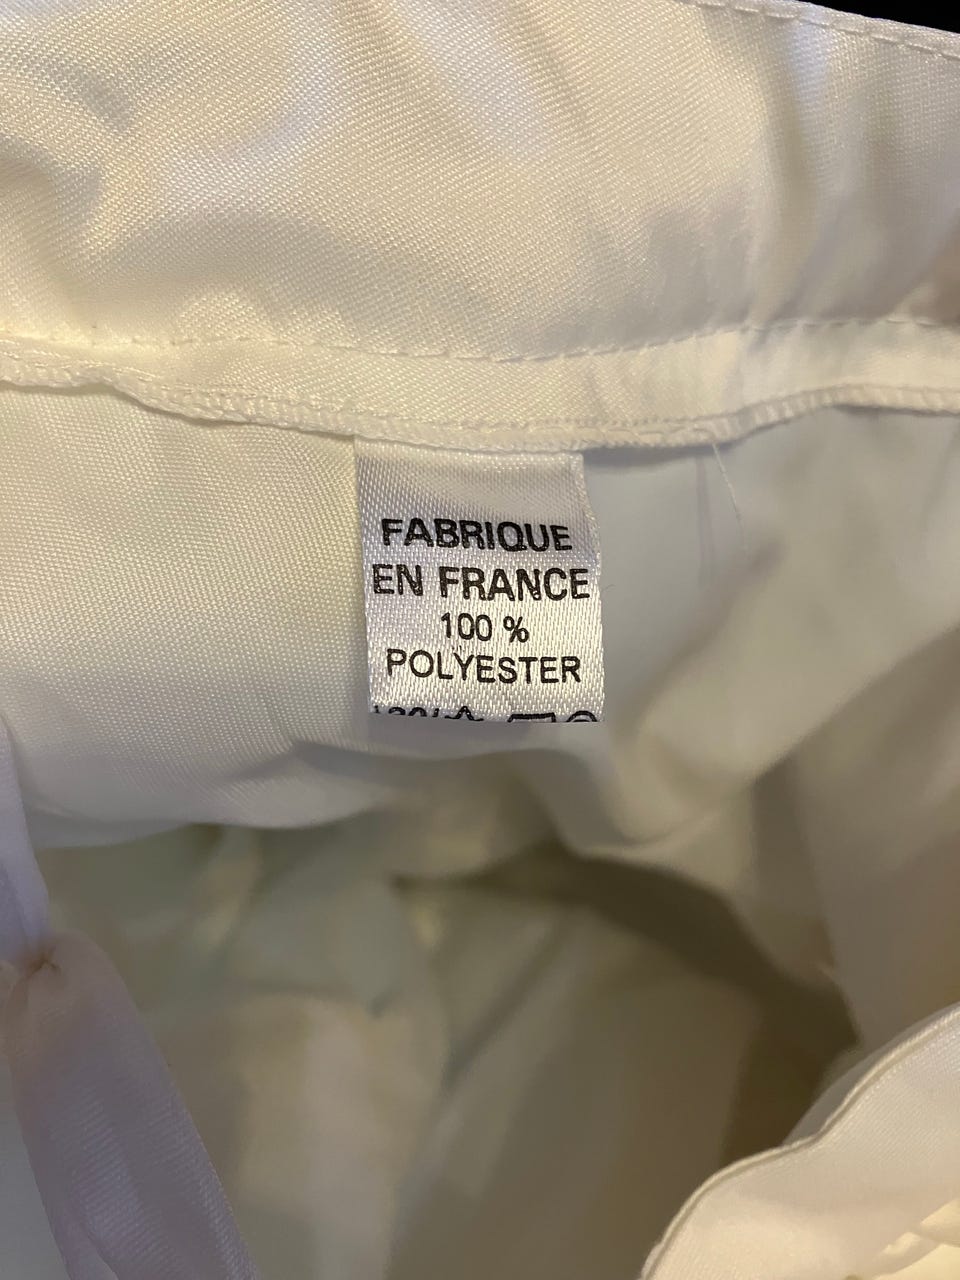 FABRIQUE
EN FRANCE
100 %
POLYESTER